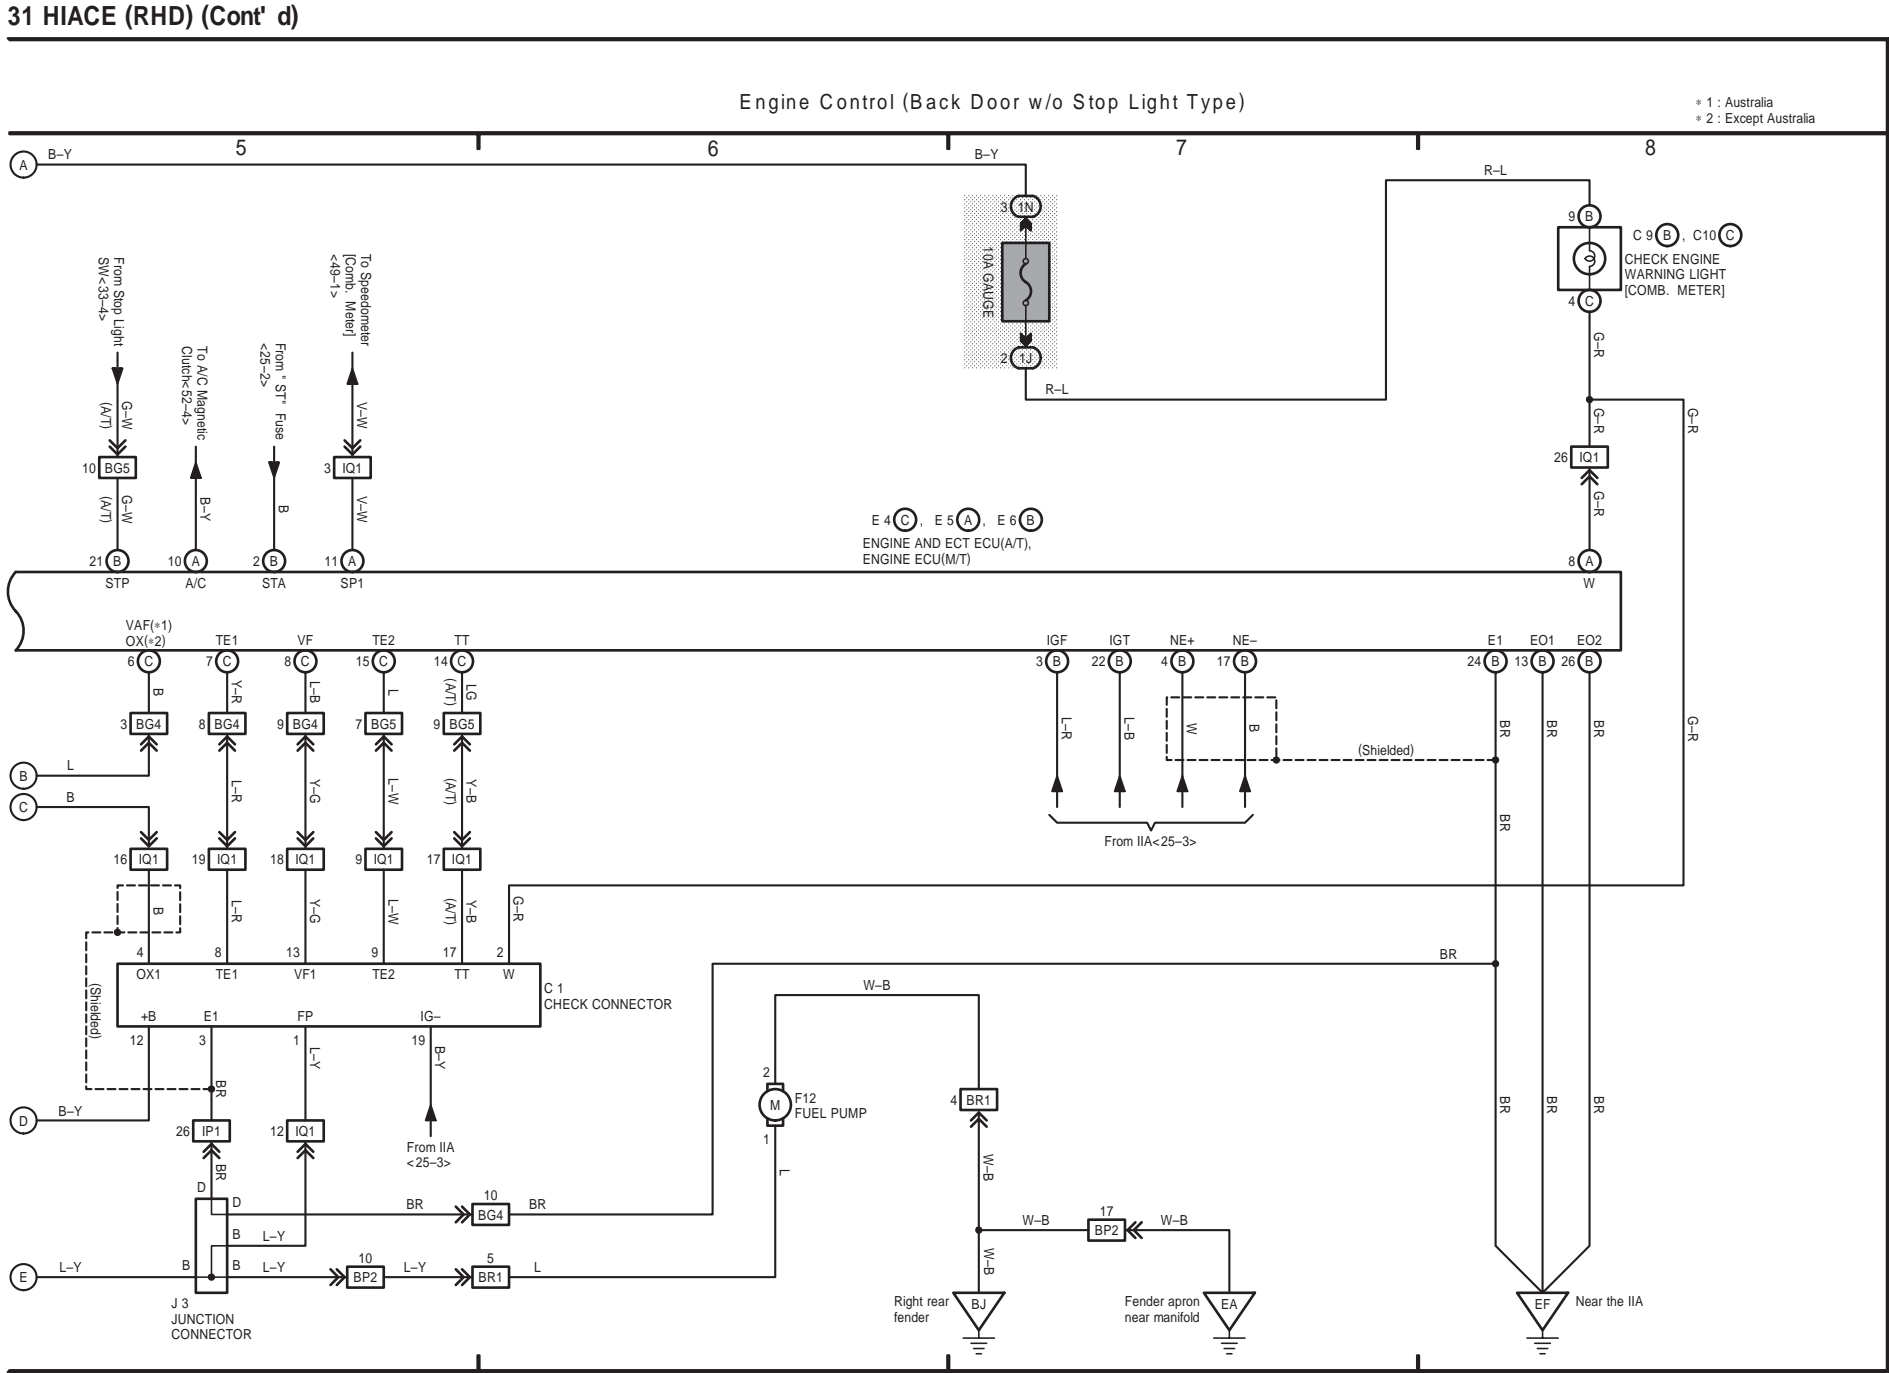 31 HIACE (RHD) (Cont' d)
Engine Control (Back Door w/o Stop Light Type)
* 1 : Australia
* 2 : Except Australia
5 6 7 8
A B–Y B–Y
R–L
3 1N
10A GAUGE
2 1J
R–L
9 B
C 9 B , C10 C
CHECK ENGINE
WARNING LIGHT
[COMB. METER]
4 C
G–R
G–R G–R
26 IQ1
G–R
From Stop Light
SW<33–4>
G–W
(A/T)
10 BG5
G–W
(A/T)
To A/C Magnetic
Clutch<52–4>
B–Y
From " ST" Fuse
<25–2>
B
To Speedometer
[Comb. Meter]
<49–1>
V–W
3 IQ1
V–W
E 4 C , E 5 A , E 6 B
ENGINE AND ECT ECU(A/T),
ENGINE ECU(M/T)
21 B 10 A 2 B 11 A 8 A
STP A/C STA SP1 W
VAF(*1)
OX(*2) TE1 VF TE2 TT IGF IGT NE+ NE– E1 EO1 EO2
6 C 7 C 8 C 15 C 14 C 3 B 22 B 4 B 17 B 24 B 13 B 26 B
B Y–R L–B L LG
(A/T)
3 BG4 8 BG4 9 BG4 7 BG5 9 BG5
L–R L–B W B BR BR BR G–R
(Shielded)
B L
C B
L–R Y–G L–W Y–B
(A/T)
BR
From IIA<25–3>
16 IQ1 19 IQ1 18 IQ1 9 IQ1 17 IQ1
B L–R Y–G L–W Y–B
(A/T)
G–R
4 8 13 9 17 2
OX1 TE1 VF1 TE2 TT W
BR
(Shielded)
C 1
CHECK CONNECTOR
W–B
+B E1 FP IG–
12 3 1 19
L–Y B–Y
BR
D B–Y
26 IP1 12 IQ1
From IIA
<25–3>
BR
2
M
F12
FUEL PUMP
1
L
4 BR1
W–B
BR BR BR
D
D BR 10 BG4 BR
B L–Y
E L–Y B B L–Y 10 BP2 L–Y 5 BR1 L
J 3
JUNCTION
CONNECTOR
W–B 17 BP2 W–B
W–B
Right rear
fender
BJ
Fender apron
near manifold
EA
EF Near the IIA